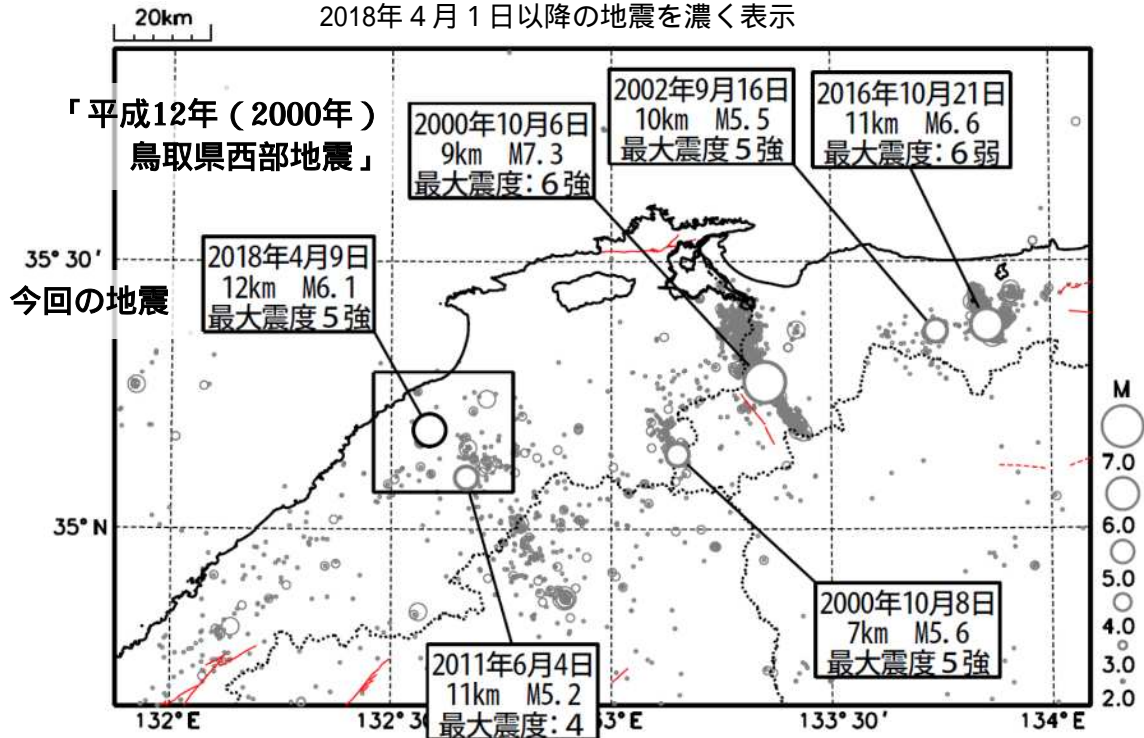 20km
2018年4月1日以降の地震を濃く表示
「平成12年(2000年)
鳥取県西部地震」
2000年10月6日
9km M7.3
最大震度:6強
2002年9月16日
10km M5.5
最大震度5強
2016年10月21日
11km M6.6
最大震度:6弱
35°30′
今回の地震
2018年4月9日
12km M6.1
最大震度5強
35°N
2011年6月4日
11km M5.2
最大震度:4
2000年10月8日
7km M5.6
最大震度5強
M
7.0
6.0
5.0
4.0
3.0
2.0
132°E
132°30
3°E
133°30′
134°E